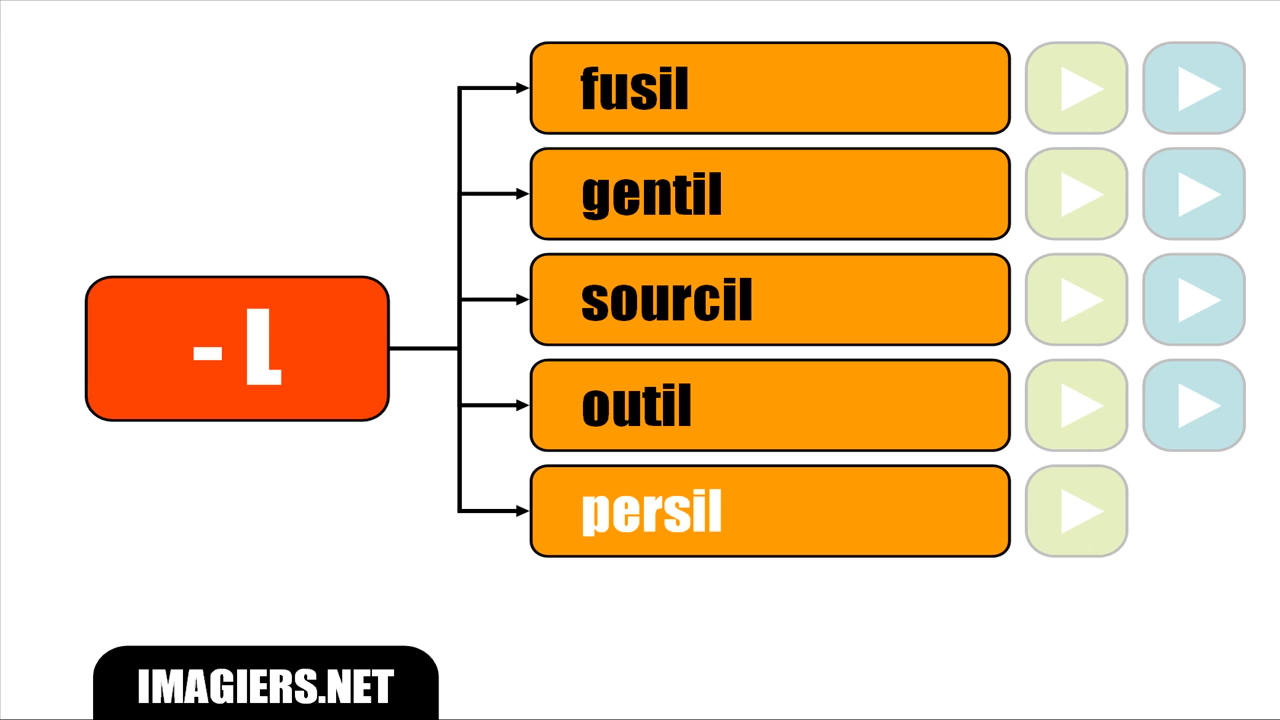 - L
fusil
gentil
sourcil
outil
persil
IMAGIERS.NET